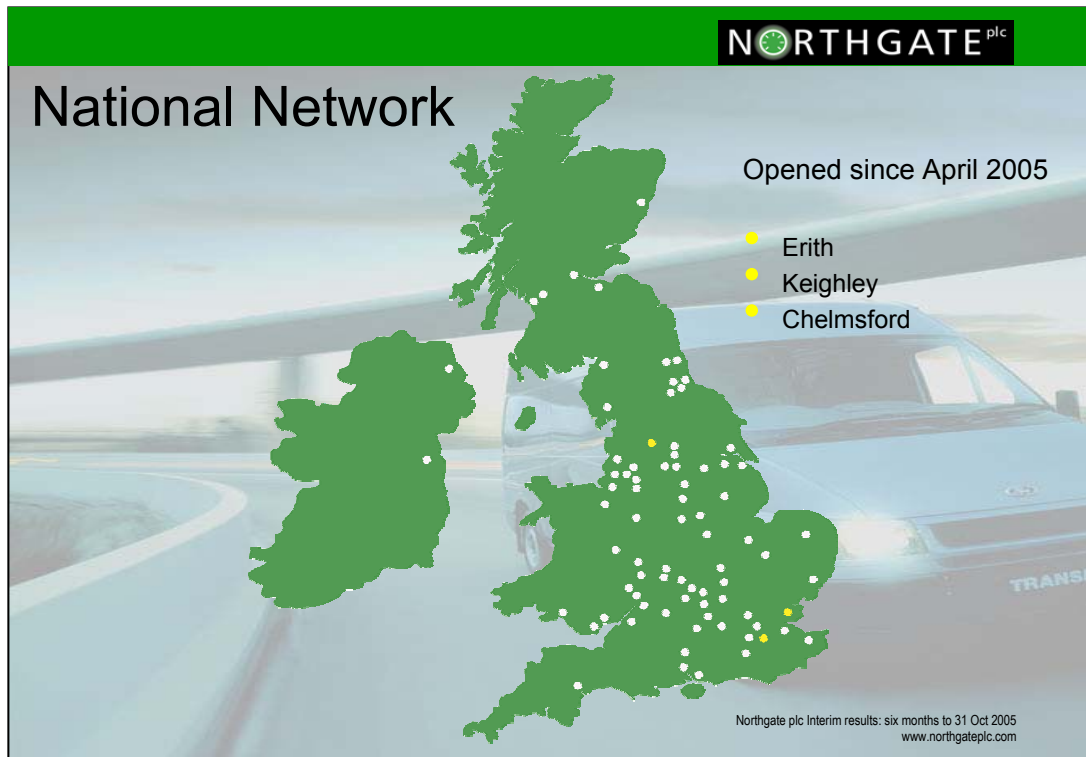 NORTHGATE plc
National Network
Opened since April 2005
Erith
Keighley
Chelmsford
TRANSI
Northgate plc Interim results: six months to 31 Oct 2005
www.northgateplc.com